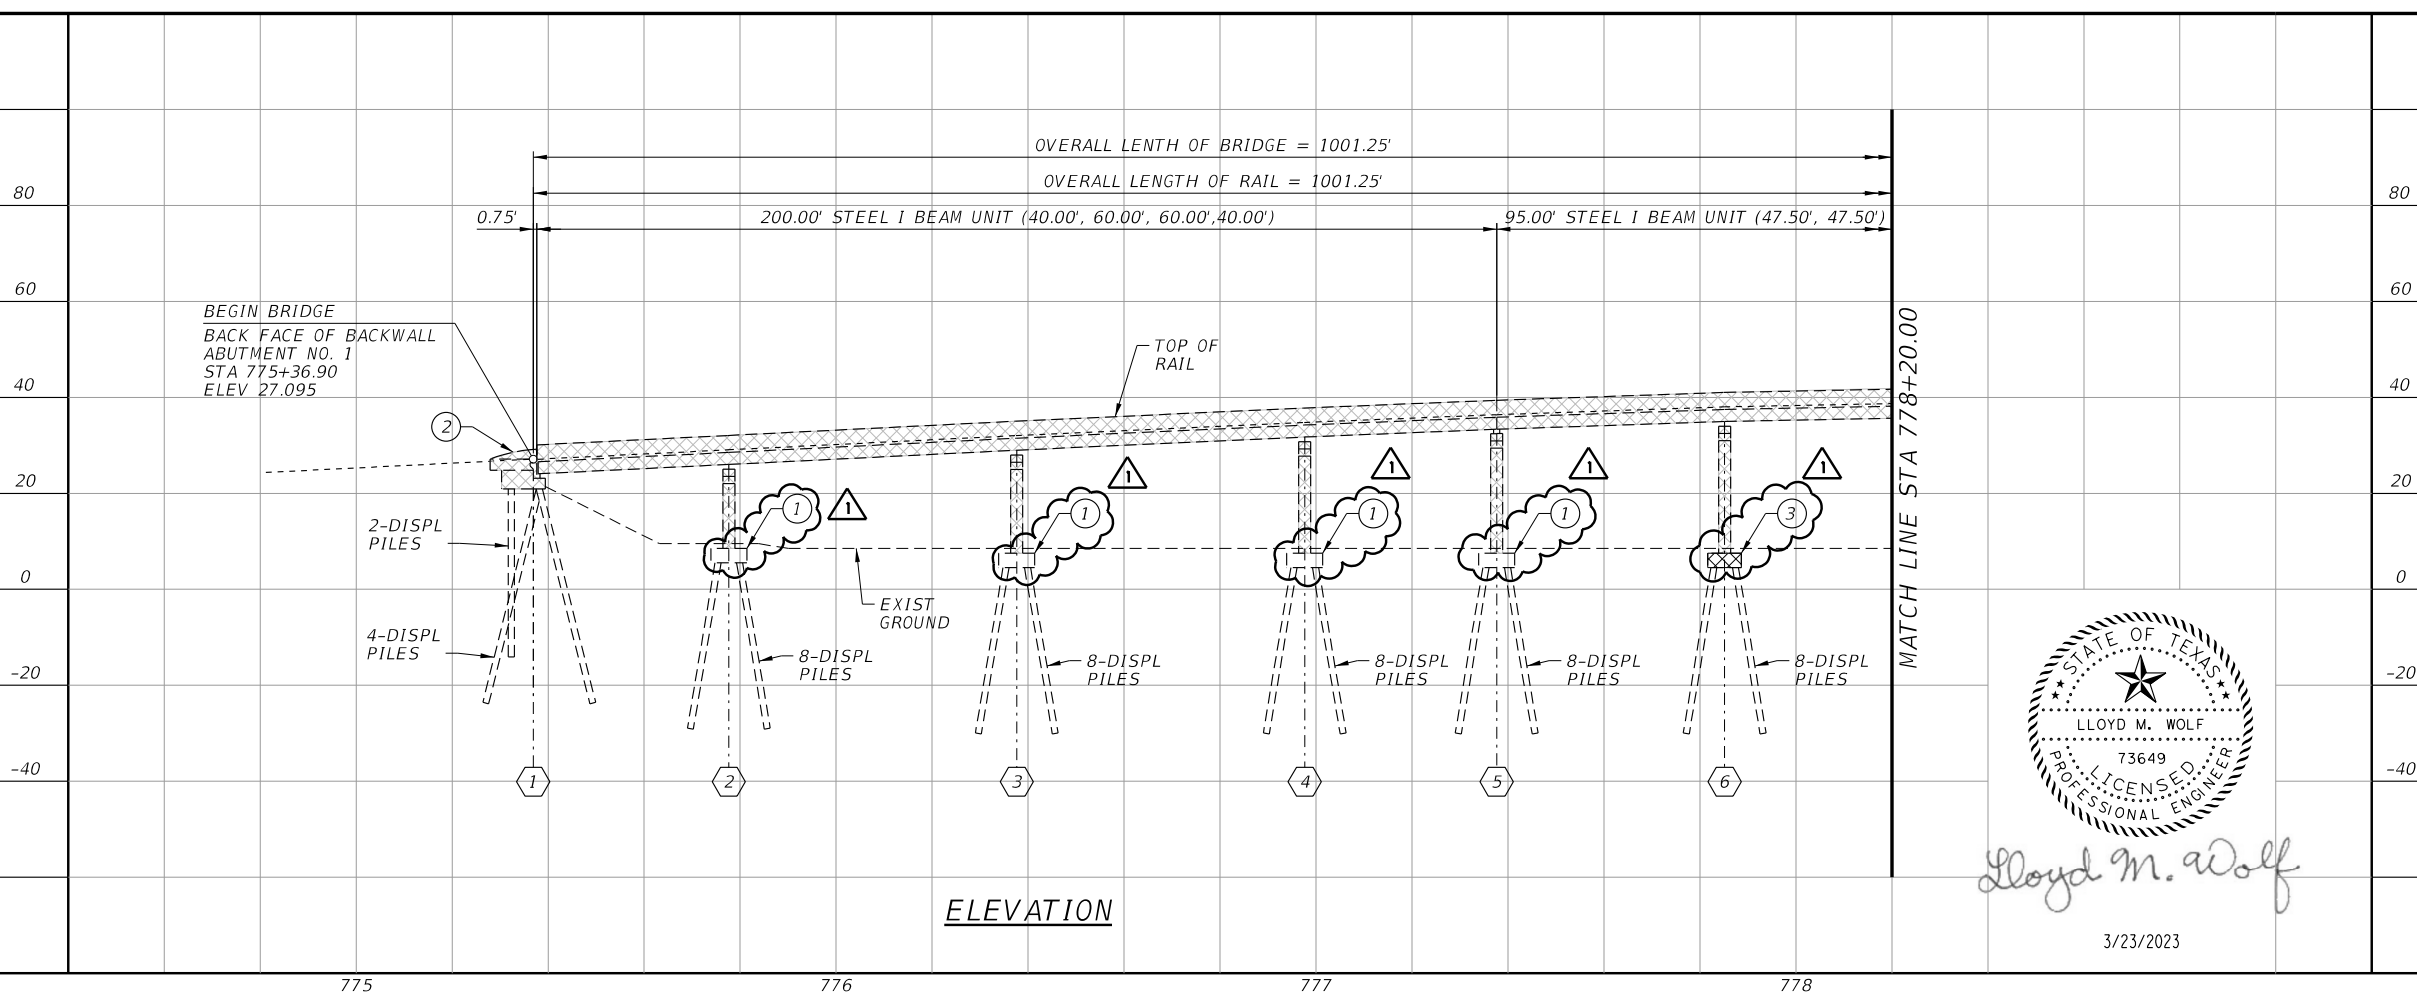 OVERALL LENTH OF BRIDGE = 1001.25'
OVERALL LENGTH OF RAIL = 1001.25'
0.75'
200.00' STEEL I BEAM UNIT (40.00', 60.00', 60.00',40.00')
95.00' STEEL I BEAM UNIT (47.50', 47.50')
80
60
40
20
0
-20
-40
80
60
40
20
0
-20
-40
BEGIN BRIDGE
BACK FACE OF BACKWALL
ABUTMENT NO. 1
STA 775+36.90
ELEV 27.095
TOP OF
RAIL
2
1
1
1
1
1
1
1
1
3
1
2-DISPL
PILES
4-DISPL
PILES
EXIST
GROUND
8-DISPL
PILES
8-DISPL
PILES
8-DISPL
PILES
8-DISPL
PILES
8-DISPL
PILES
1
2
3
4
5
6
MATCH LINE STA 778+20.00
STATE OF TEXAS
LLOYD M. WOLF
73649
LICENSED
PROFESSIONAL ENGINEER
Lloyd M. Wolf
3/23/2023
ELEVATION
775
776
777
778